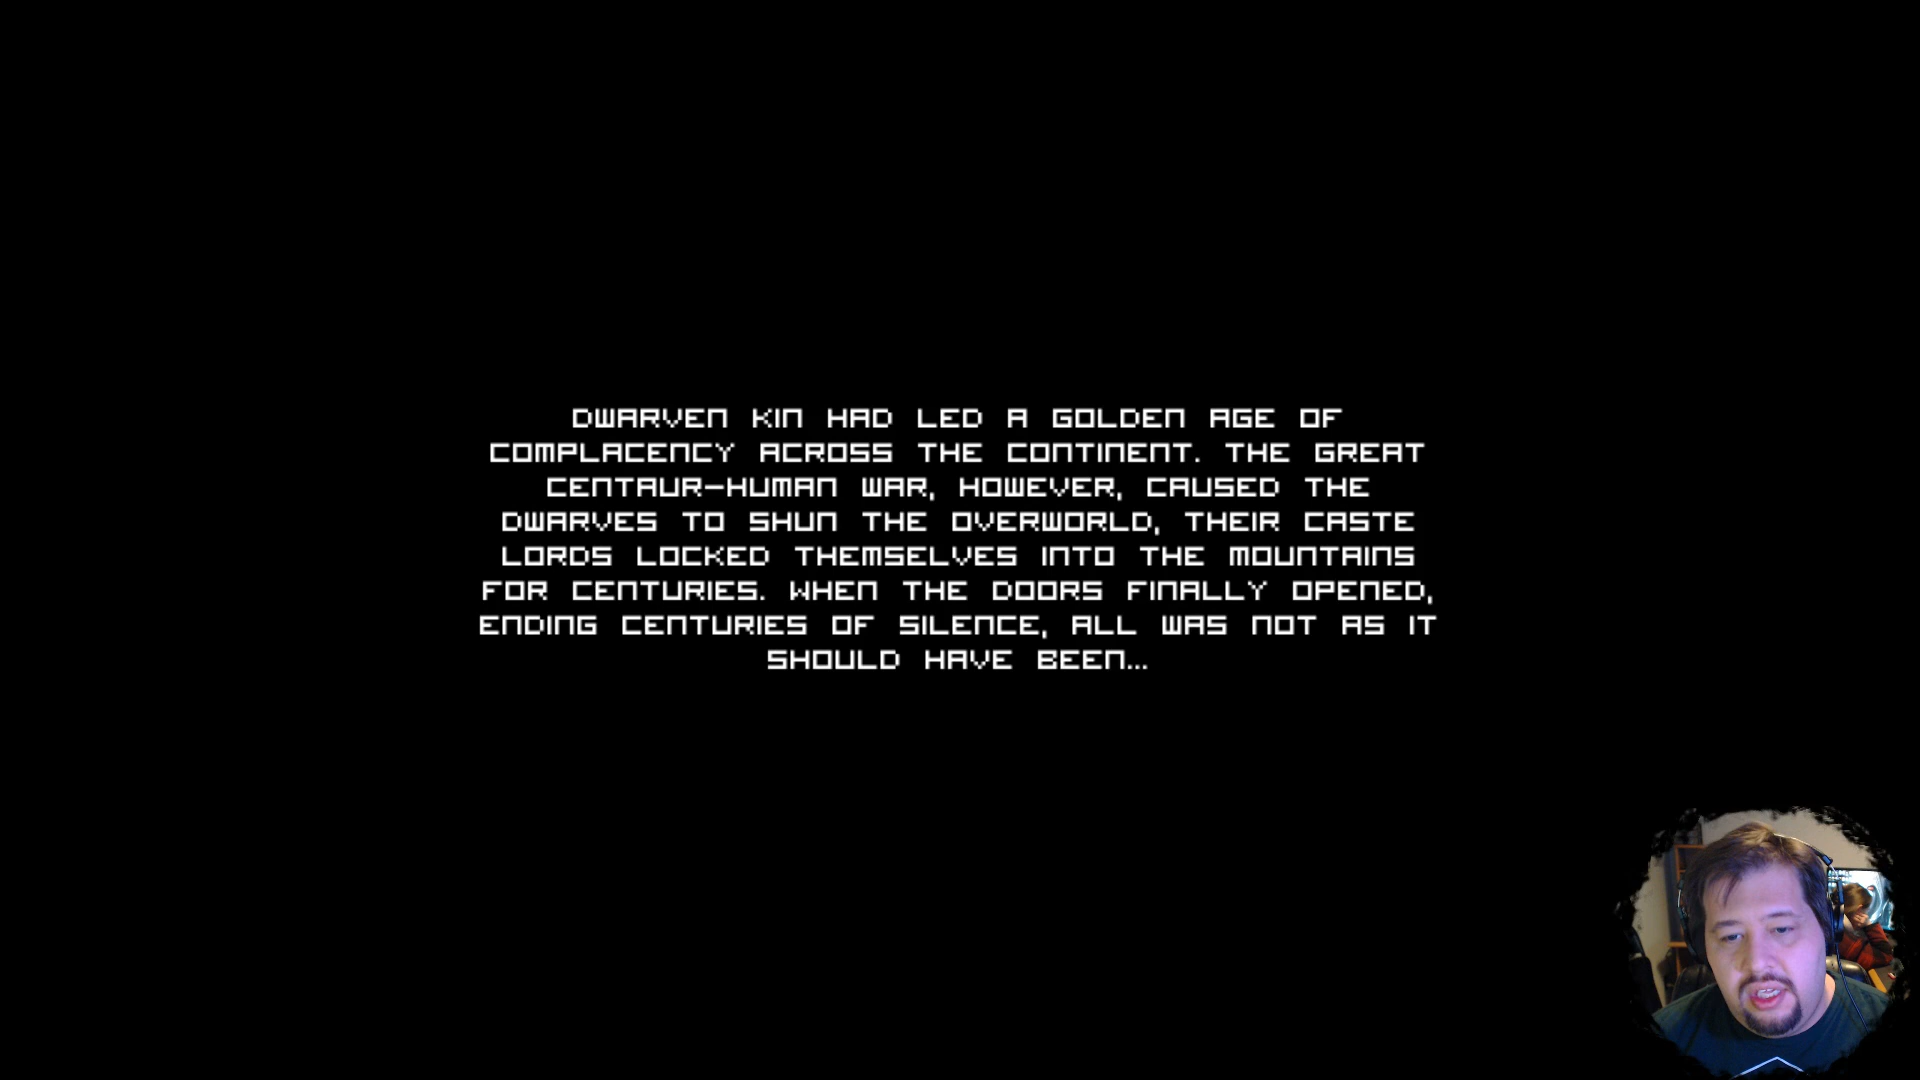 DWARVEN KIN HAD LED A GOLDEN AGE OF
COMPLACENCY ACROSS THE CONTINENT. THE GREAT
CENTAUR-HUMAN WAR, HOWEVER, CAUSED THE
DWARVES TO SHUN THE OVERWORLD, THEIR CASTE
LORDS LOCKED THEMSELVES INTO THE MOUNTAINS
FOR CENTURIES. WHEN THE DOORS FINALLY OPENED,
ENDING CENTURIES OF SILENCE, ALL WAS NOT AS IT
SHOULD HAVE BEEN...